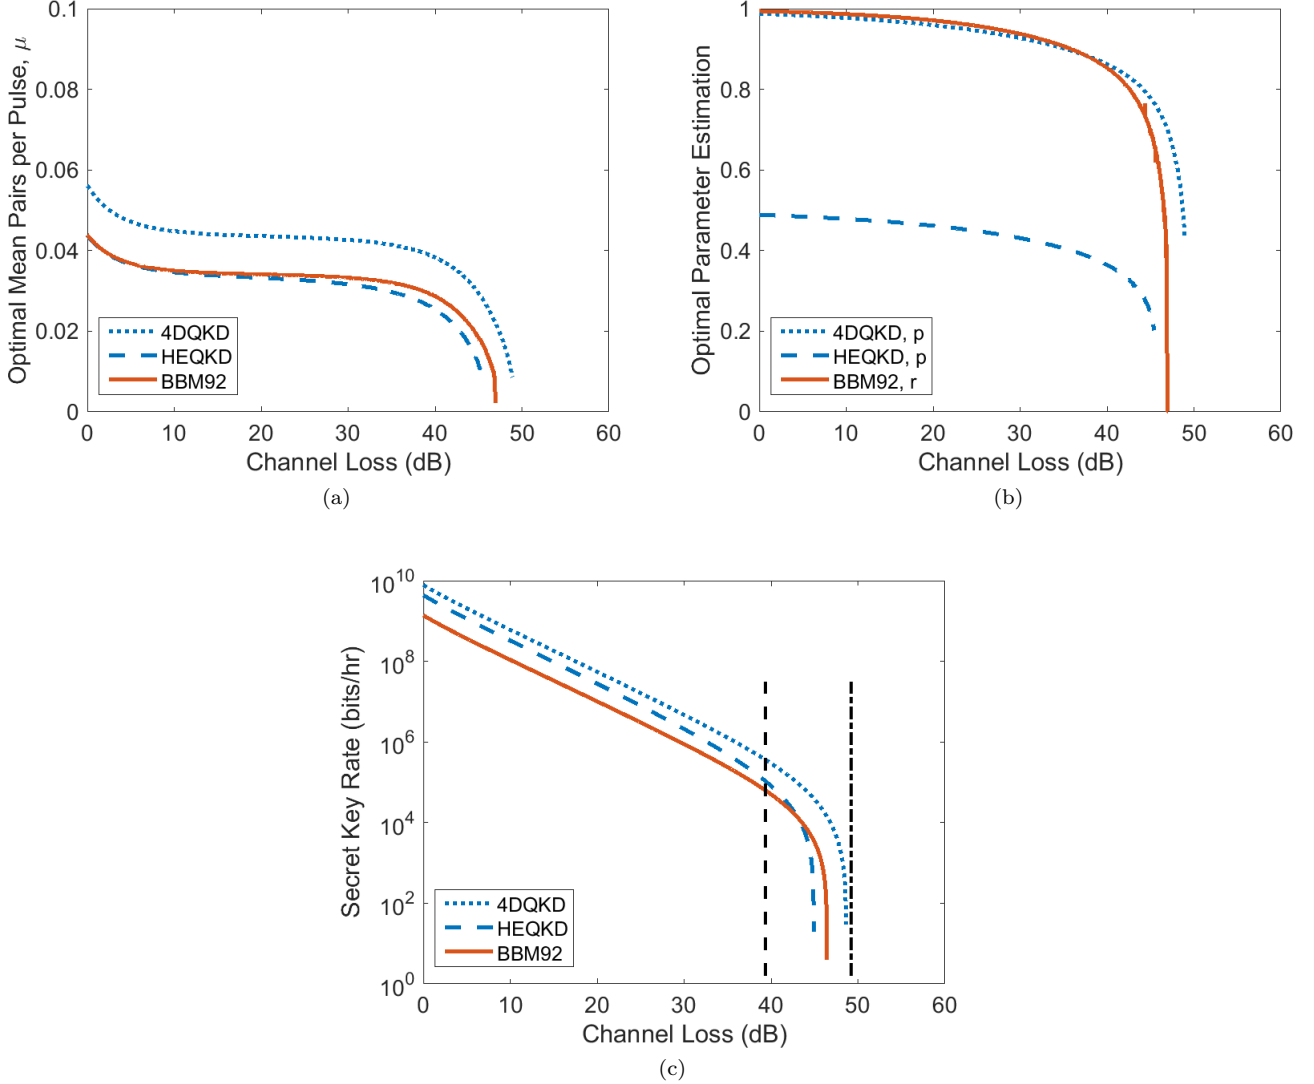 Optimal Mean Pairs per Pulse, μ
0.1
0.08
0.06
0.04
0.02
0
4DQKD
HEQKD
BBM92
0 10 20 30 40 50 60
Channel Loss (dB)
(a)
Optimal Parameter Estimation
1
0.8
0.6
0.4
0.2
0
4DQKD, p
HEQKD, p
BBM92, r
0 10 20 30 40 50 60
Channel Loss (dB)
(b)
Secret Key Rate (bits/hr)
10^10
10^8
10^6
10^4
10^2
10^0
4DQKD
HEQKD
BBM92
0 10 20 30 40 50 60
Channel Loss (dB)
(c)